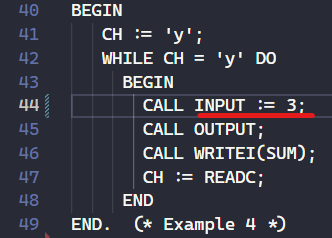 40 BEGIN
41 CH := 'y';
42 WHILE CH = 'y' DO
43 BEGIN
44 CALL INPUT := 3;
45 CALL OUTPUT;
46 CALL WRITEI(SUM);
47 CH := READC;
48 END
49 END. (* Example 4 *)